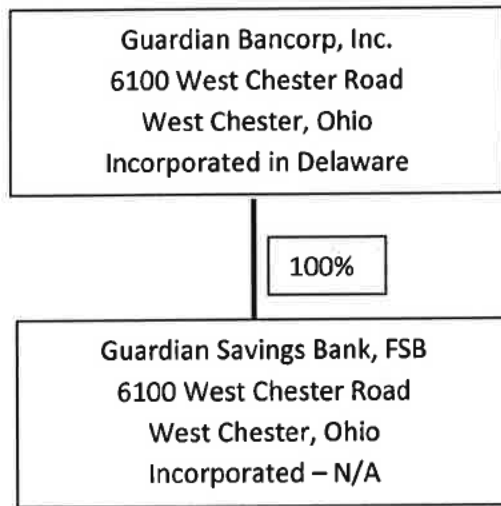 Guardian Bancorp, Inc.
6100 West Chester Road
West Chester, Ohio
Incorporated in Delaware
100%
Guardian Savings Bank, FSB
6100 West Chester Road
West Chester, Ohio
Incorporated – N/A